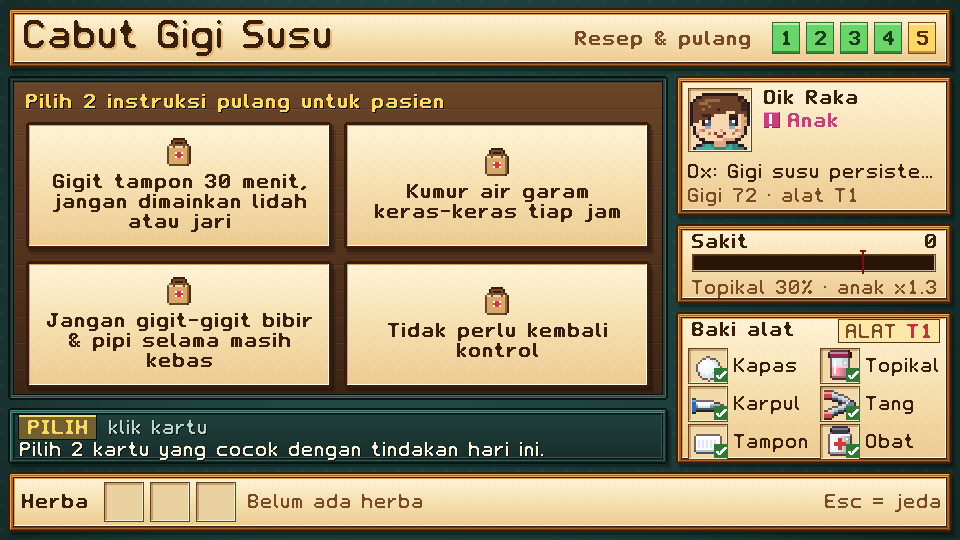 Cabut Gigi Susu
Resep & pulang
1 2 3 4 5
Pilih 2 instruksi pulang untuk pasien
Gigit tampon 30 menit,
jangan dimainkan lidah
atau jari
Kumur air garam
keras-keras tiap jam
Jangan gigit-gigit bibir
& pipi selama masih
kebas
Tidak perlu kembali
kontrol
PILIH klik kartu
Pilih 2 kartu yang cocok dengan tindakan hari ini.
Dik Raka
! Anak
Dx: Gigi susu persiste…
Gigi 72 · alat T1
Sakit 0
Topikal 30% · anak x1.3
Baki alat ALAT T1
Kapas Topikal
Karpul Tang
Tampon Obat
Herba Belum ada herba Esc = jeda